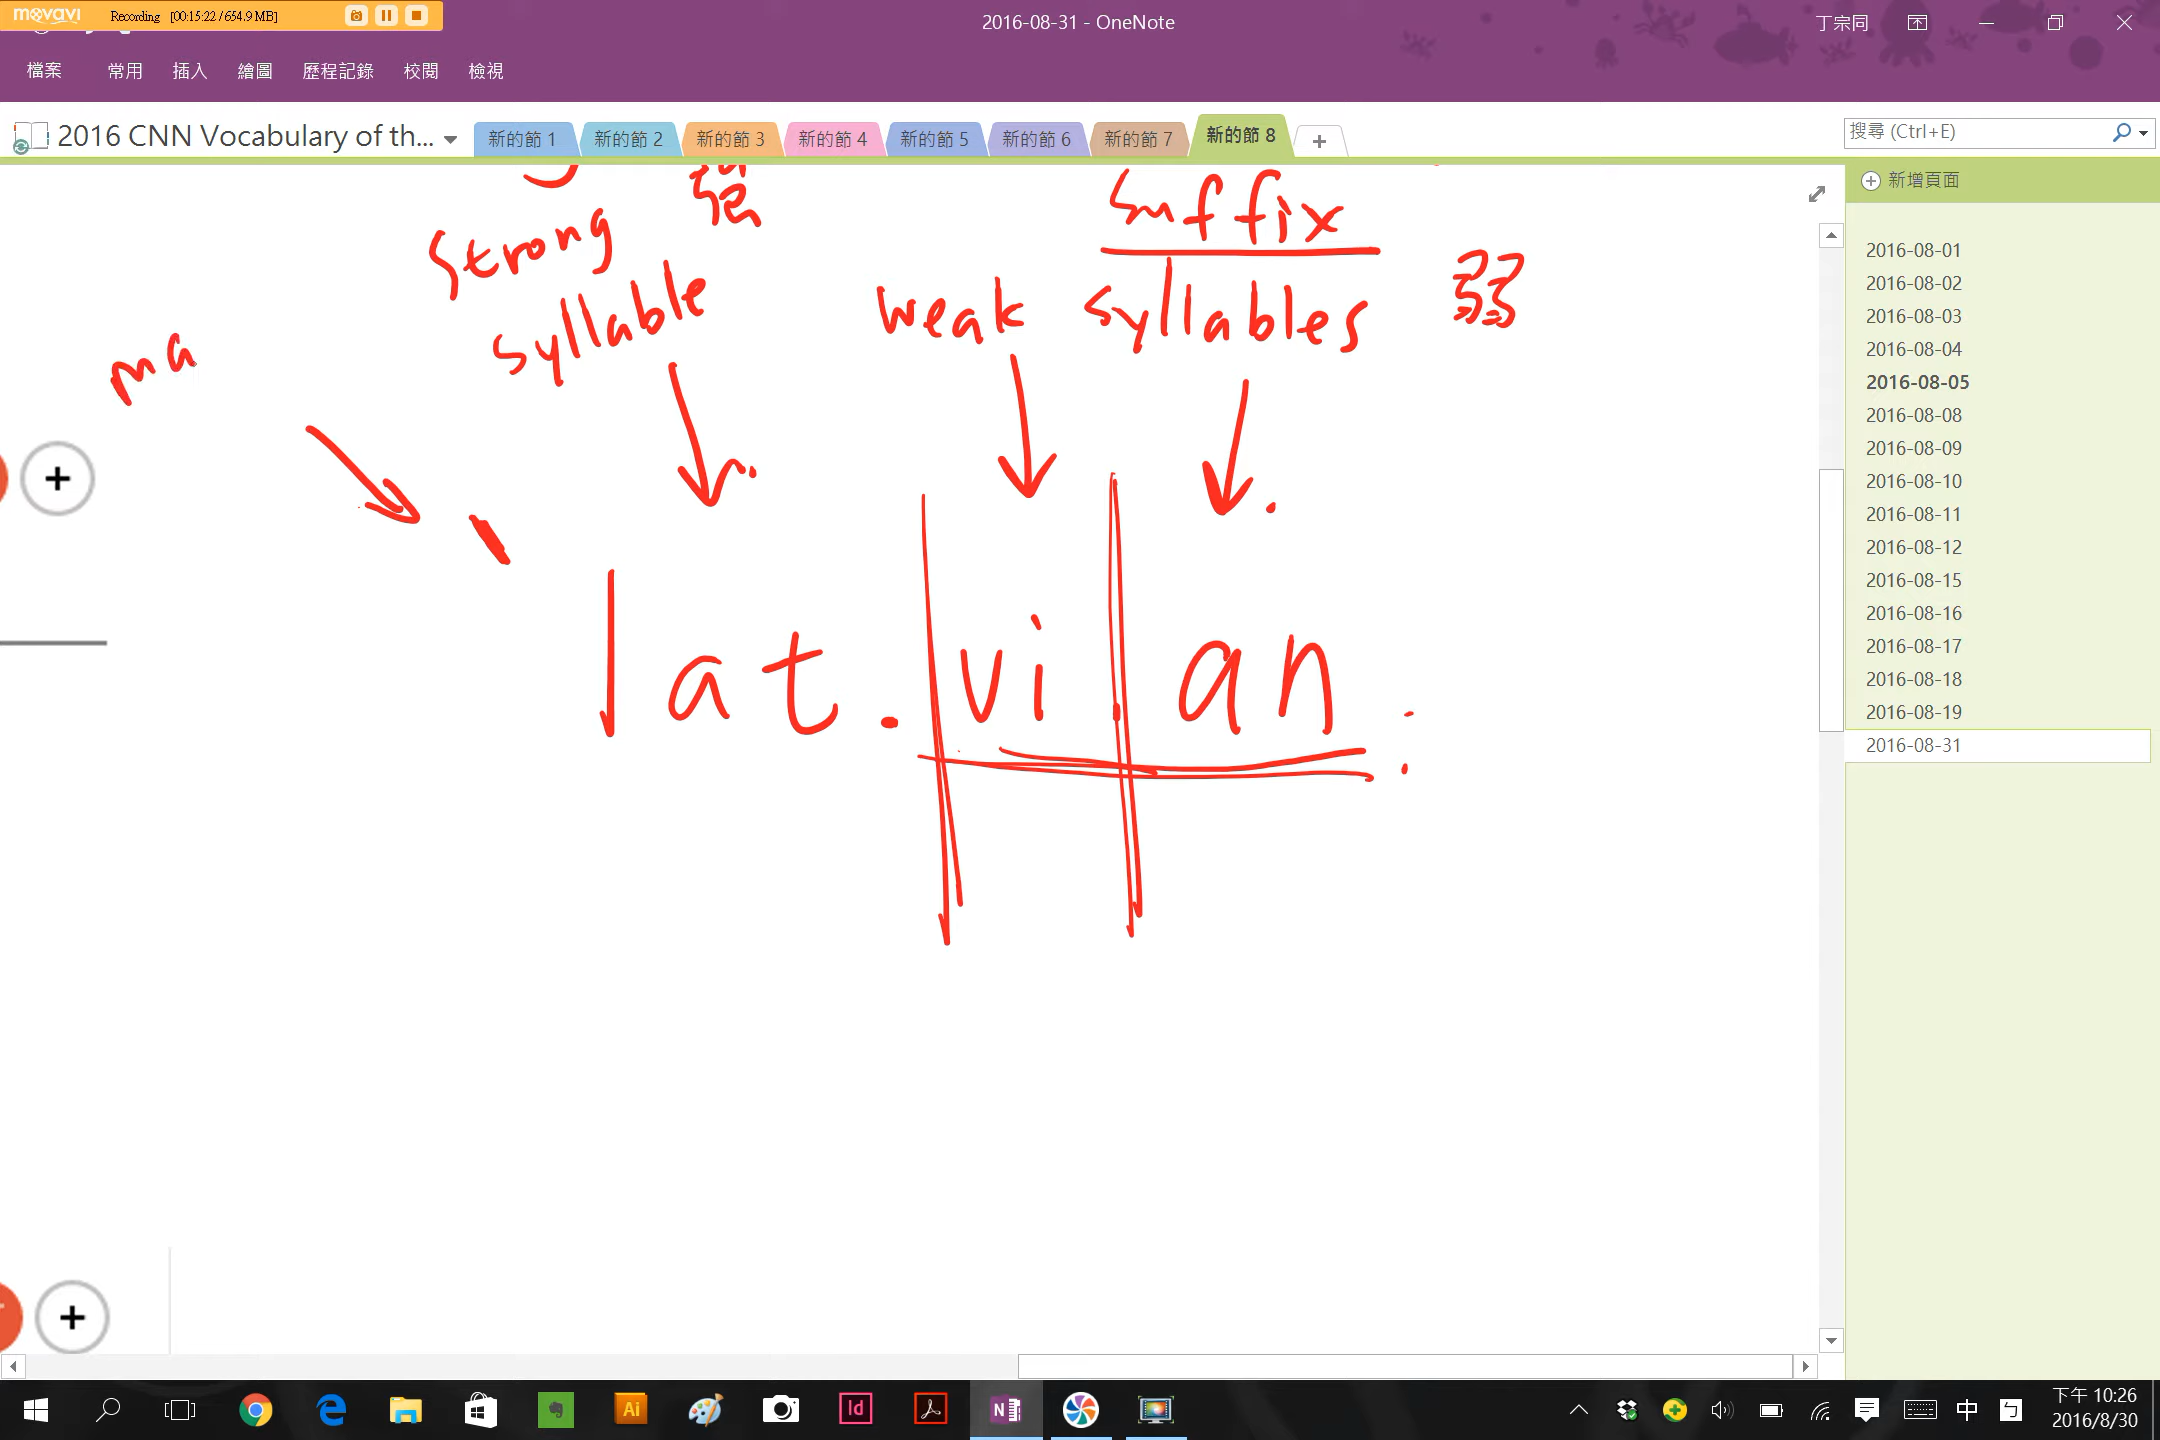 movavi Recording [00:15:22 / 654.9 MB]
2016-08-31 - OneNote
丁宗同
檔案 常用 插入 繪圖 歷程記錄 校閱 檢視
2016 CNN Vocabulary of th...
新的節 1 新的節 2 新的節 3 新的節 4 新的節 5 新的節 6 新的節 7 新的節 8
搜尋 (Ctrl+E)
新增頁面
2016-08-01
2016-08-02
2016-08-03
2016-08-04
2016-08-05
2016-08-08
2016-08-09
2016-08-10
2016-08-11
2016-08-12
2016-08-15
2016-08-16
2016-08-17
2016-08-18
2016-08-19
2016-08-31
強
suffix
strong
syllable
weak syllables 弱
ma
lat.vi.an
Ai
Id
N
中
ㄅ
下午 10:26
2016/8/30